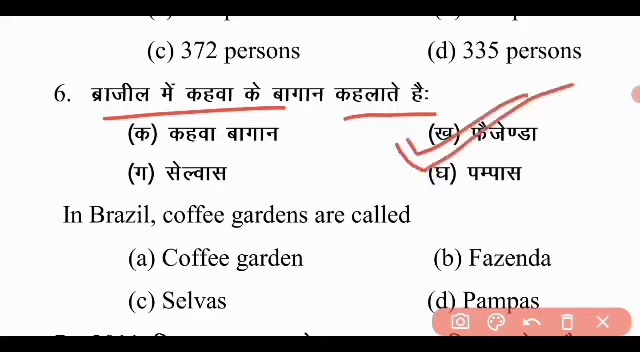 (c) 372 persons (d) 335 persons
6. ब्राजील में कहवा के बागान कहलाते हैः
(क) कहवा बागान (ख) फैजेण्डा
(ग) सेल्वास (घ) पम्पास
In Brazil, coffee gardens are called
(a) Coffee garden (b) Fazenda
(c) Selvas (d) Pampas